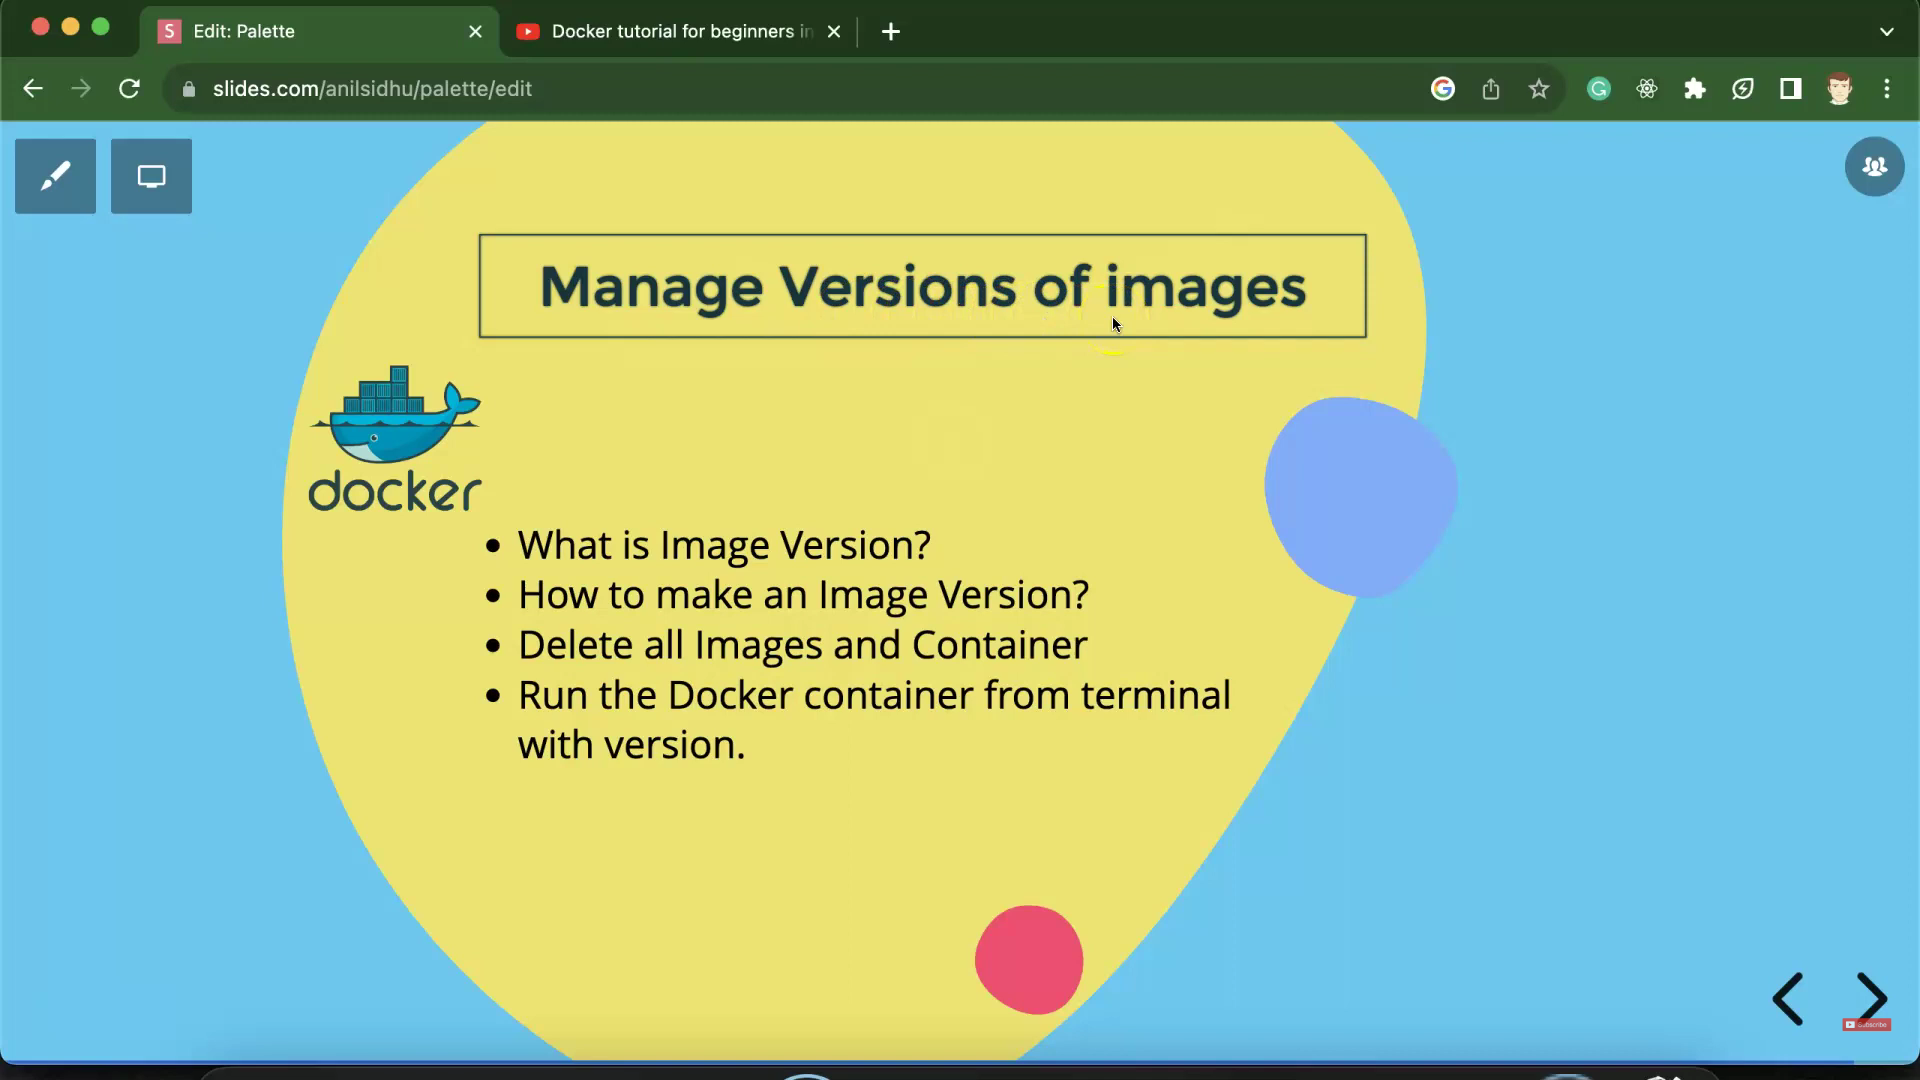 S Edit: Palette
Docker tutorial for beginners in
slides.com/anilsidhu/palette/edit
Manage Versions of images
docker
• What is Image Version?
• How to make an Image Version?
• Delete all Images and Container
• Run the Docker container from terminal
with version.
Subscribe